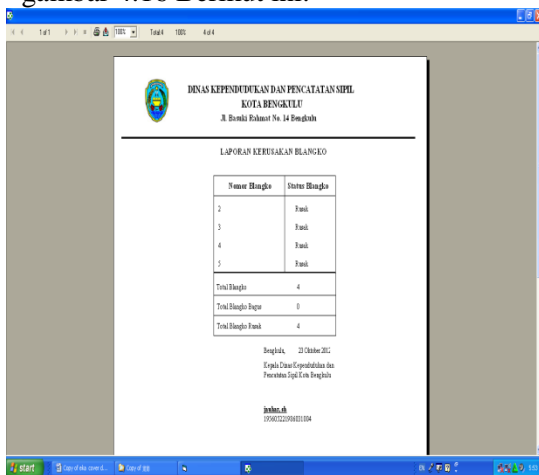 gambar 4.18 Berikut ini.
1 of 1
100%
Total:4
100%
4 of 4
DINAS KEPENDUDUKAN DAN PENCATATAN SIPIL
KOTA BENGKULU
Jl. Basuki Rahmat No. 14 Bengkulu
LAPORAN KERUSAKAN BLANGKO
Nomor Blangko Status Blangko
2 Rusak
3 Rusak
4 Rusak
5 Rusak
Total Blangko 4
Total Blangko Bagus 0
Total Blangko Rusak 4
Bengkulu, 23 Oktober 2012
Kepala Dinas Kependudukan dan
Pencatatan Sipil Kota Bengkulu
start